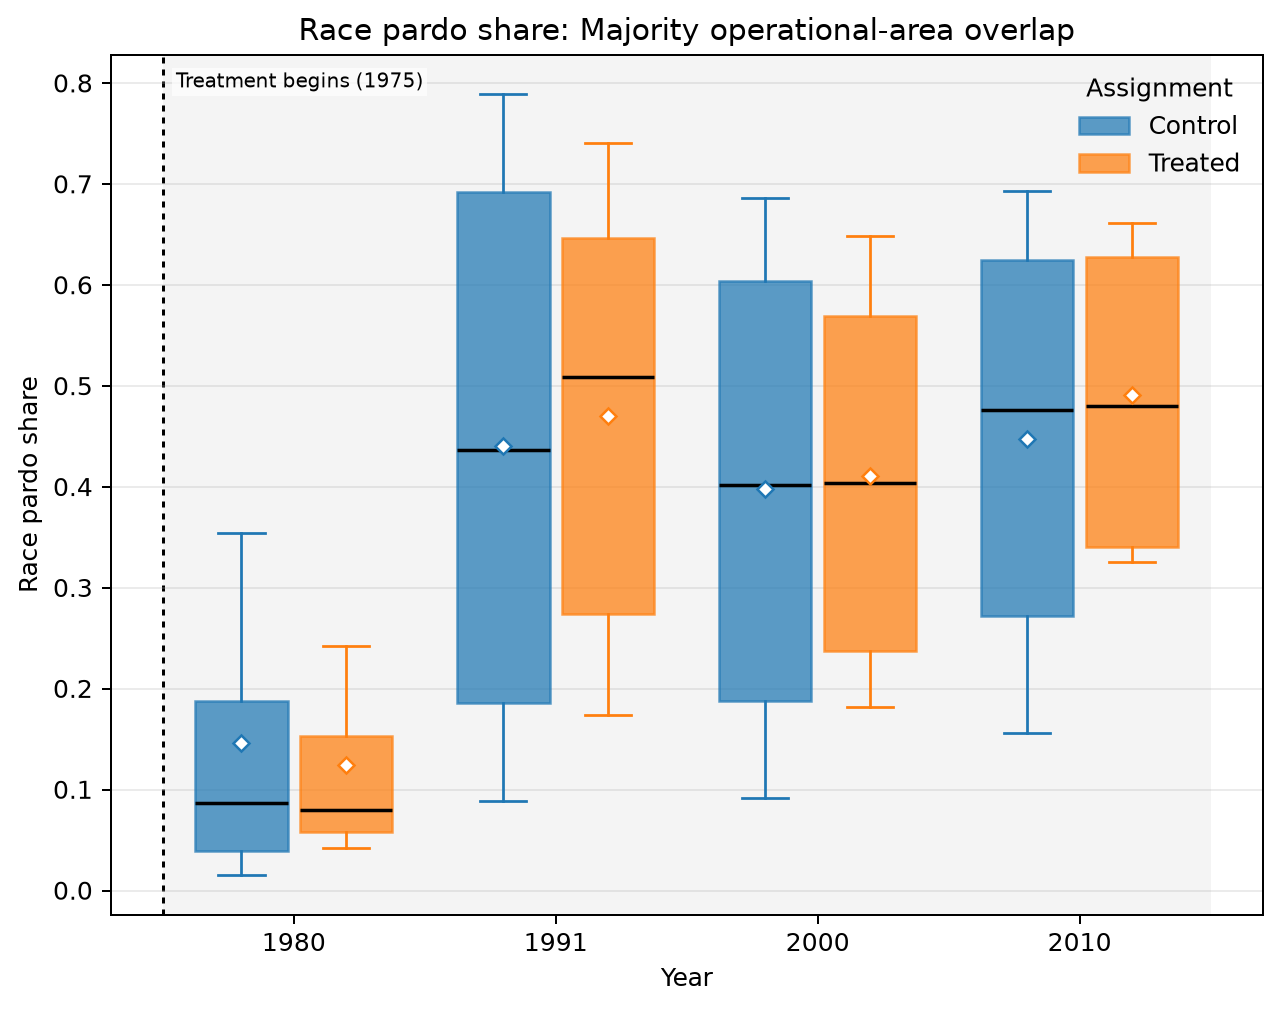 Race pardo share: Majority operational-area overlap
Treatment begins (1975)
Assignment
Control
Treated
Race pardo share
0.8
0.7
0.6
0.5
0.4
0.3
0.2
0.1
0.0
1980 1991 2000 2010
Year